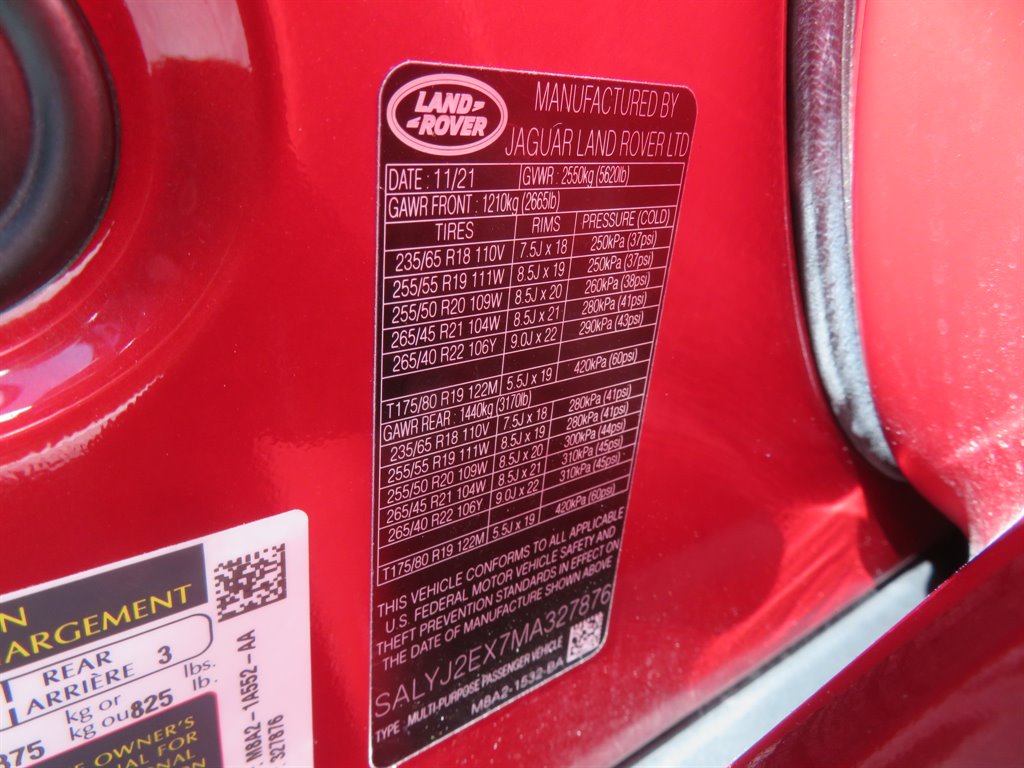 LAND-
-ROVER
MANUFACTURED BY
JAGUAR LAND ROVER LTD
DATE : 11/21 GVWR : 2550kg (5620lb)
GAWR FRONT : 1210kg (2665lb)
TIRES RIMS PRESSURE (COLD)
235/65 R18 110V 7.5J x 18 250kPa (37psi)
255/55 R19 111W 8.5J x 19 250kPa (37psi)
255/50 R20 109W 8.5J x 20 260kPa (38psi)
265/45 R21 104W 8.5J x 21 280kPa (41psi)
265/40 R22 106Y 9.0J x 22 290kPa (43psi)
T175/80 R19 122M 5.5J x 19 420kPa (60psi)
GAWR REAR : 1440kg (3170lb)
235/65 R18 110V 7.5J x 18 280kPa (41psi)
255/55 R19 111W 8.5J x 19 280kPa (41psi)
255/50 R20 109W 8.5J x 20 300kPa (44psi)
265/45 R21 104W 8.5J x 21 310kPa (45psi)
265/40 R22 106Y 9.0J x 22 310kPa (45psi)
T175/80 R19 122M 5.5J x 19 420kPa (60psi)
THIS VEHICLE CONFORMS TO ALL APPLICABLE
U.S. FEDERAL MOTOR VEHICLE SAFETY AND
THEFT PREVENTION STANDARDS IN EFFECT ON
THE DATE OF MANUFACTURE SHOWN ABOVE
SALYJ2EX7MA327876
TYPE : MULTI-PURPOSE PASSENGER VEHICLE
M8A2-1532-BA
N
ARGEMENT
REAR 3
ARRIÈRE
kg or lbs.
kg ou 825 lb.
375
OWNER'S
FOR
M8A2-1A552-AA
327876